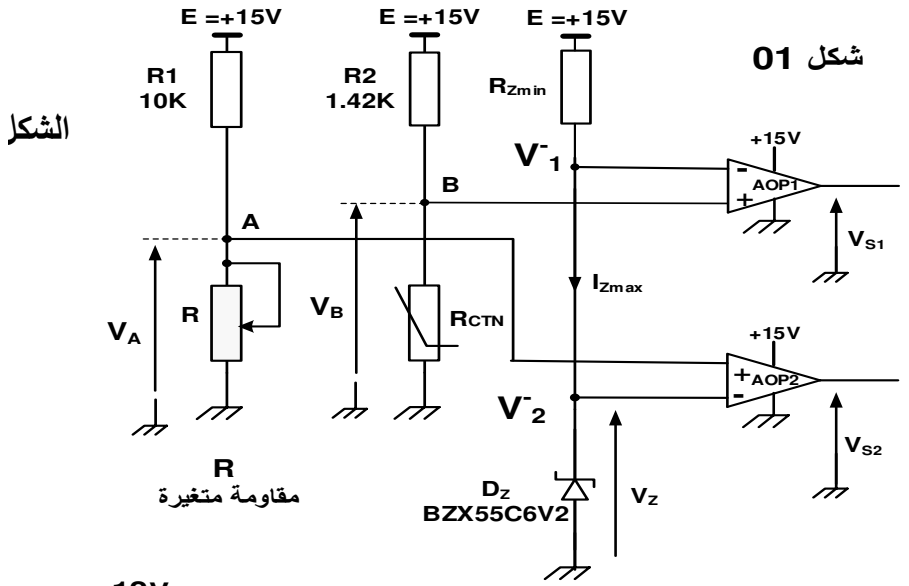 E =+15V
E =+15V
E =+15V
شكل 01
R1
10K
R2
1.42K
RZmin
الشكل
+15V
V-1
-
AOP1
+
B
A
VS1
IZmax
R
VB
RCTN
VA
+15V
+
AOP2
-
V-2
VS2
R
مقاومة متغيرة
DZ
BZX55C6V2
VZ